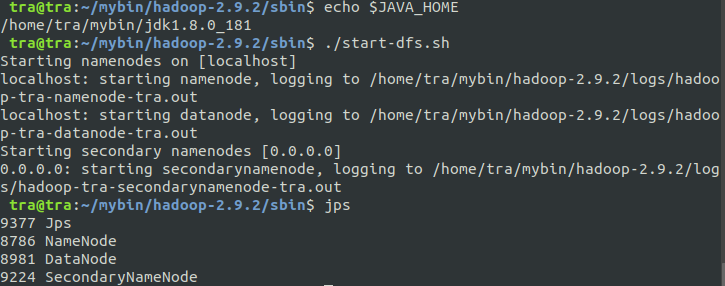 tra@tra:~/mybin/hadoop-2.9.2/sbin$ echo $JAVA_HOME
/home/tra/mybin/jdk1.8.0_181
tra@tra:~/mybin/hadoop-2.9.2/sbin$ ./start-dfs.sh
Starting namenodes on [localhost]
localhost: starting namenode, logging to /home/tra/mybin/hadoop-2.9.2/logs/hadoo
p-tra-namenode-tra.out
localhost: starting datanode, logging to /home/tra/mybin/hadoop-2.9.2/logs/hadoo
p-tra-datanode-tra.out
Starting secondary namenodes [0.0.0.0]
0.0.0.0: starting secondarynamenode, logging to /home/tra/mybin/hadoop-2.9.2/log
s/hadoop-tra-secondarynamenode-tra.out
tra@tra:~/mybin/hadoop-2.9.2/sbin$ jps
9377 Jps
8786 NameNode
8981 DataNode
9224 SecondaryNameNode